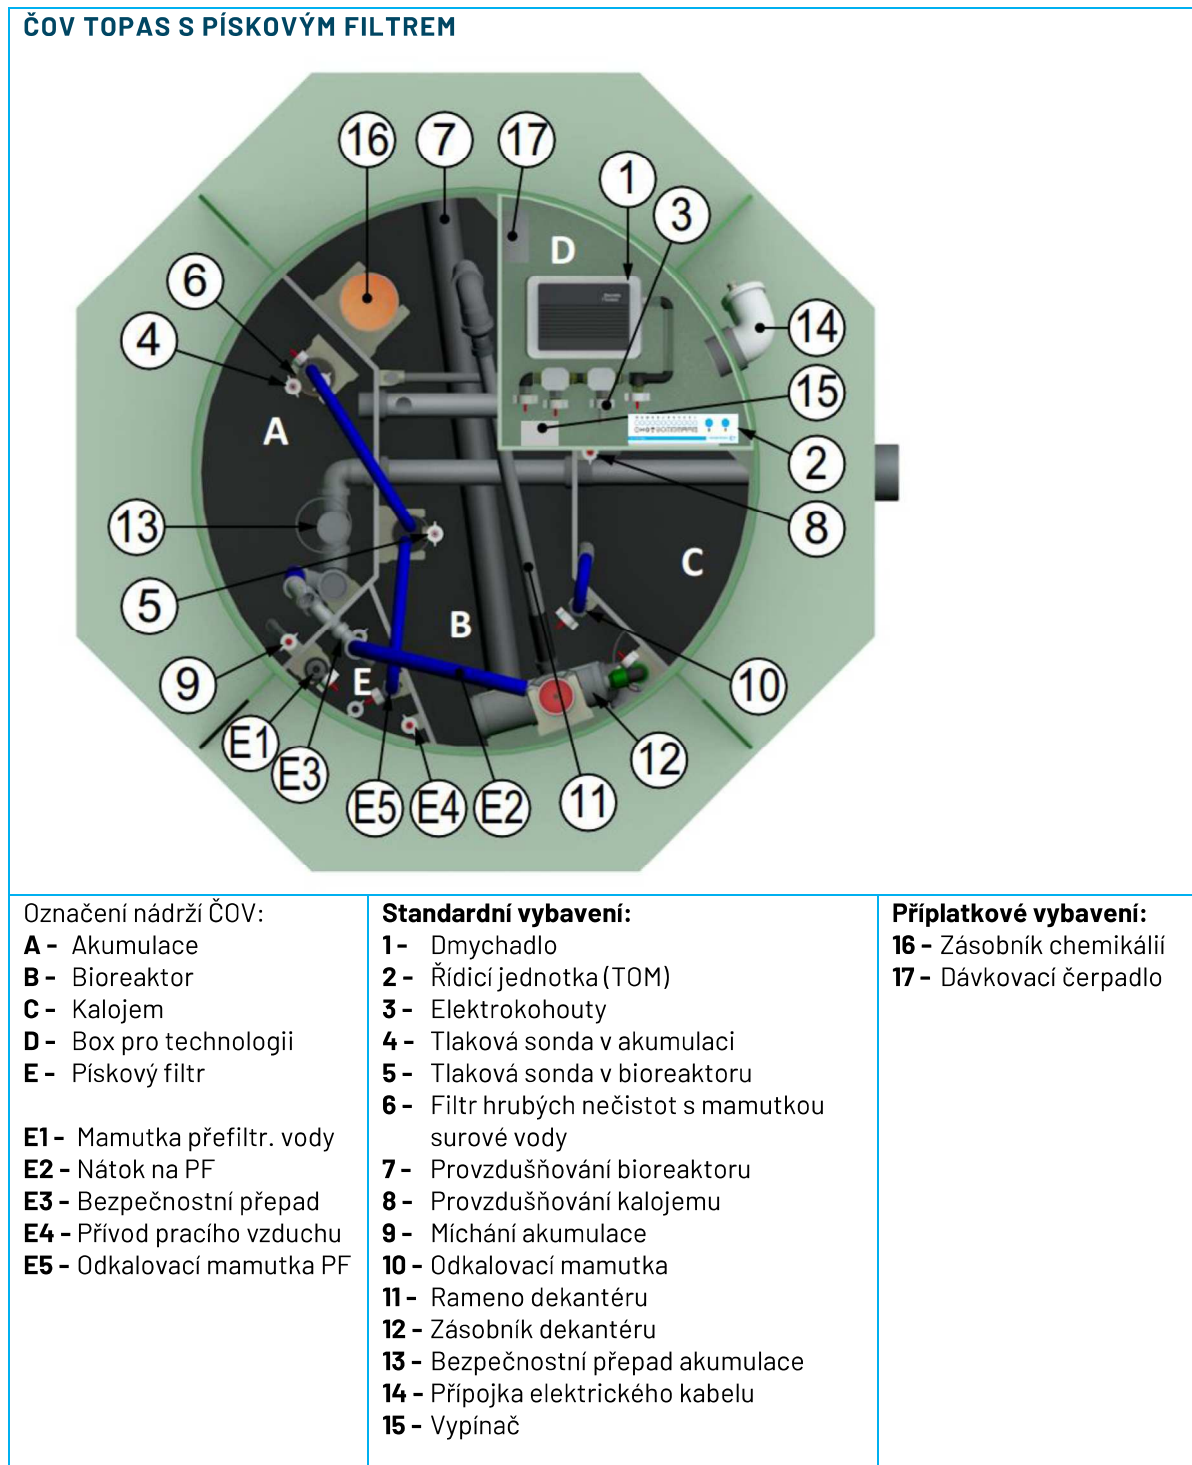 ČOV TOPAS S PÍSKOVÝM FILTREM
16
7
17
1
3
D
6
4
14
15
A
2
13
8
C
5
B
9
E
10
E1
E3
12
E5
E4
E2
11
Označení nádrží ČOV:
A - Akumulace
B - Bioreaktor
C - Kalojem
D - Box pro technologii
E - Pískový filtr
E1 - Mamutka přefiltr. vody
E2 - Nátok na PF
E3 - Bezpečnostní přepad
E4 - Přívod pracího vzduchu
E5 - Odkalovací mamutka PF
Standardní vybavení:
1 - Dmychadlo
2 - Řídicí jednotka (TOM)
3 - Elektrokohouty
4 - Tlaková sonda v akumulaci
5 - Tlaková sonda v bioreaktoru
6 - Filtr hrubých nečistot s mamutkou
surové vody
7 - Provzdušňování bioreaktoru
8 - Provzdušňování kalojemu
9 - Míchání akumulace
10 - Odkalovací mamutka
11 - Rameno dekantéru
12 - Zásobník dekantéru
13 - Bezpečnostní přepad akumulace
14 - Přípojka elektrického kabelu
15 - Vypínač
Příplatkové vybavení:
16 - Zásobník chemikálií
17 - Dávkovací čerpadlo